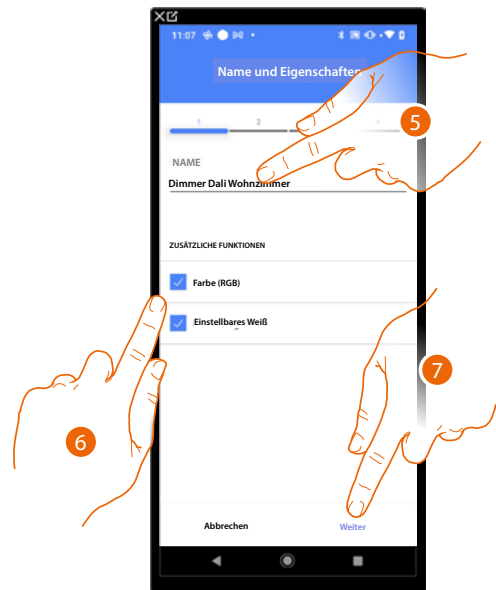 11:07
Name und Eigenschaften
1 2
5
NAME
Dimmer Dali Wohnzimmer
ZUSÄTZLICHE FUNKTIONEN
Farbe (RGB)
Einstellbares Weiß
7
6
Abbrechen Weiter